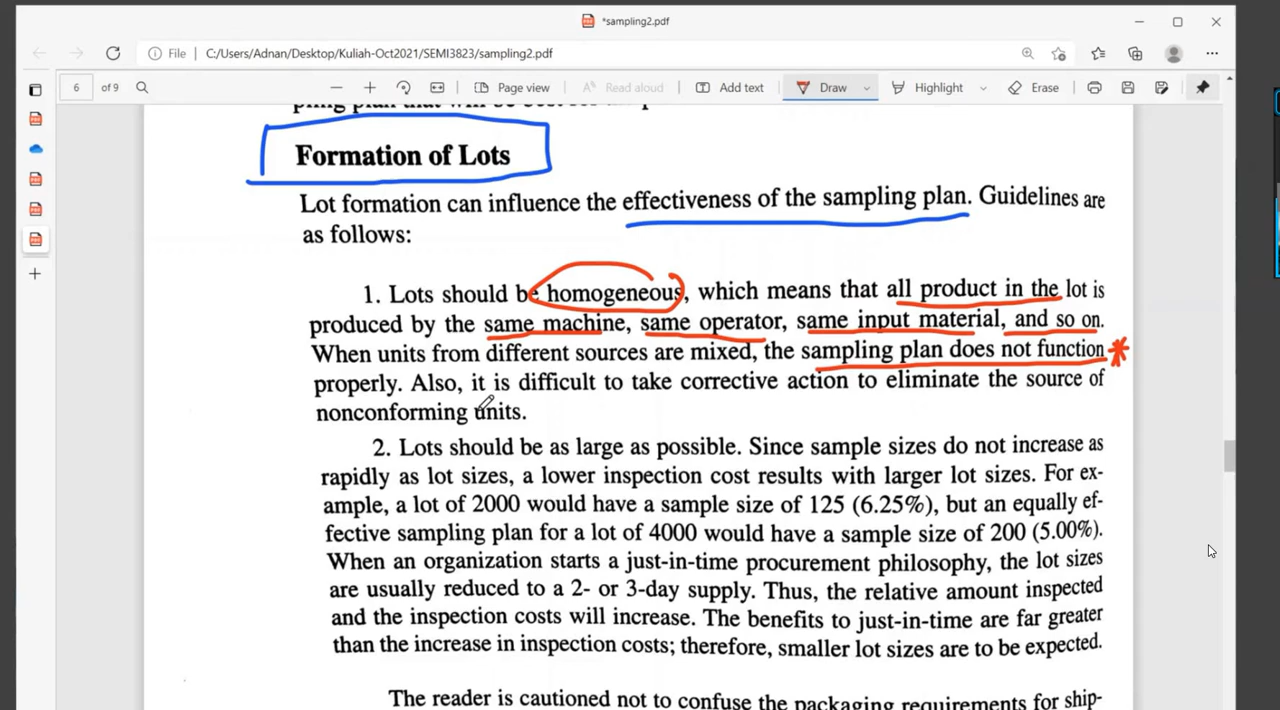 *sampling2.pdf
File C:/Users/Adnan/Desktop/Kuliah-Oct2021/SEMI3823/sampling2.pdf
6 of 9 Page view Read aloud Add text Draw Highlight Erase
Formation of Lots
Lot formation can influence the effectiveness of the sampling plan. Guidelines are
as follows:
1. Lots should be homogeneous, which means that all product in the lot is
produced by the same machine, same operator, same input material, and so on.
When units from different sources are mixed, the sampling plan does not function
properly. Also, it is difficult to take corrective action to eliminate the source of
nonconforming units.
2. Lots should be as large as possible. Since sample sizes do not increase as
rapidly as lot sizes, a lower inspection cost results with larger lot sizes. For ex-
ample, a lot of 2000 would have a sample size of 125 (6.25%), but an equally ef-
fective sampling plan for a lot of 4000 would have a sample size of 200 (5.00%).
When an organization starts a just-in-time procurement philosophy, the lot sizes
are usually reduced to a 2- or 3-day supply. Thus, the relative amount inspected
and the inspection costs will increase. The benefits to just-in-time are far greater
than the increase in inspection costs; therefore, smaller lot sizes are to be expected.
The reader is cautioned not to confuse the packaging requirements for ship-